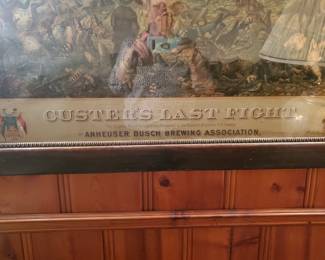 CUSTER'S LAST FIGHT
ANHEUSER BUSCH BREWING ASSOCIATION.